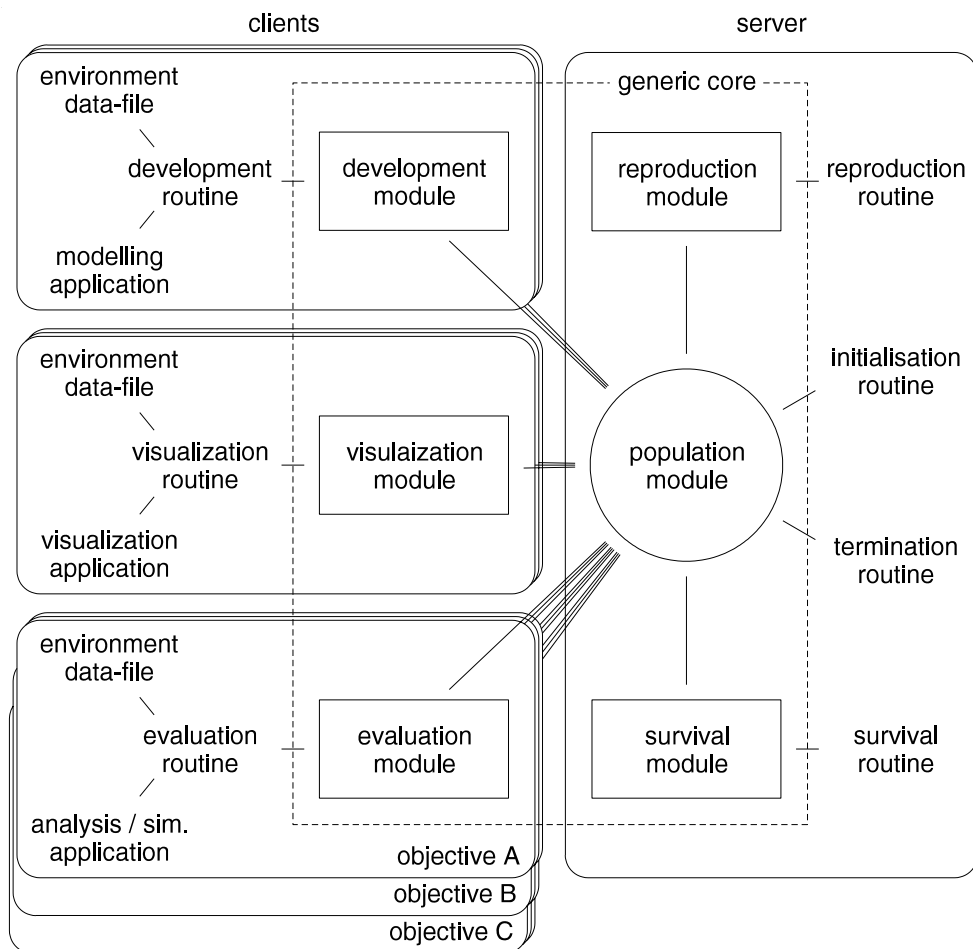 clients
server
environment
data-file
development
routine
modelling
application
development
module
generic core
reproduction
module
reproduction
routine
environment
data-file
visualization
routine
visualization
application
visulaization
module
population
module
initialisation
routine
termination
routine
environment
data-file
evaluation
routine
analysis / sim.
application
evaluation
module
objective A
objective B
objective C
survival
module
survival
routine